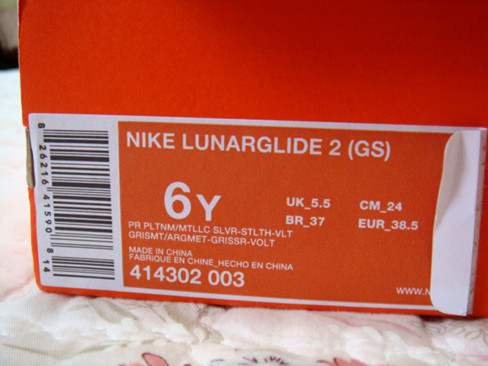 NIKE LUNARGLIDE 2 (GS)
6Y
UK_5.5 CM_24
BR_37 EUR_38.5
PR PLTNM/MTLLC SLVR-STLTH-VLT
GRISMT/ARGMET-GRISSR-VOLT
MADE IN CHINA
FABRIQUE EN CHINE_HECHO EN CHINA
414302 003
www.N
8 26216 41590 8 14